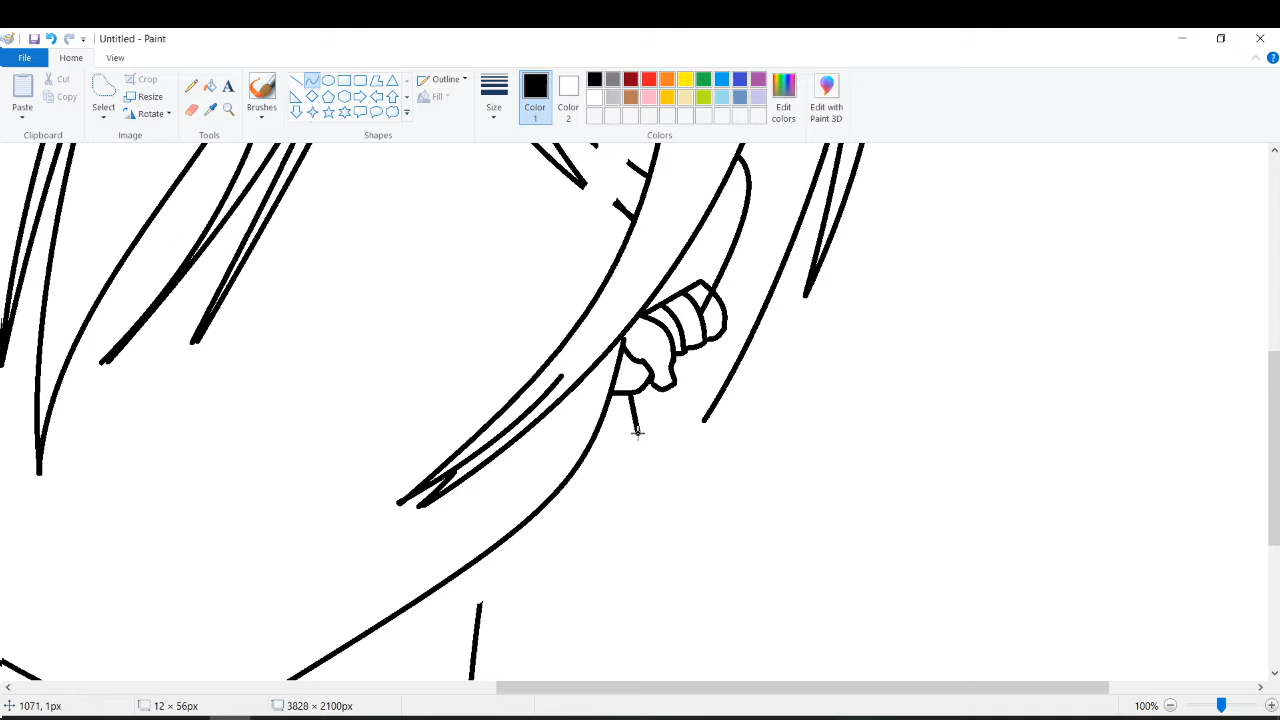 Untitled - Paint
File
Home
View
Paste
Cut
Copy
Clipboard
Select
Crop
Resize
Rotate
Image
Tools
Brushes
Shapes
Outline
Fill
Size
Color 1
Color 2
Edit colors
Edit with Paint 3D
Colors
1071, 1px
12 × 56px
3828 × 2100px
100%